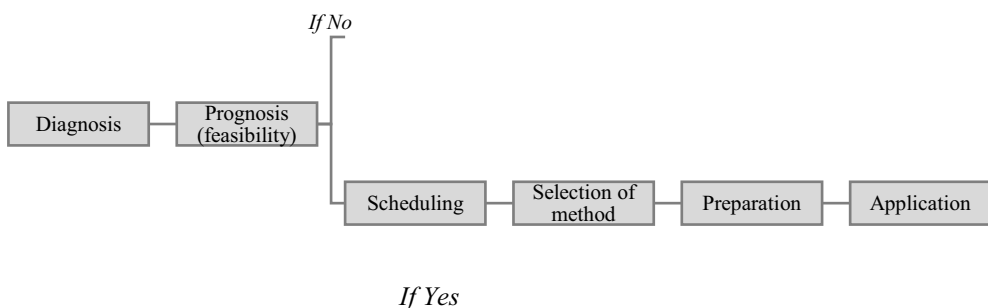 If No
Diagnosis
Prognosis
(feasibility)
Scheduling
Selection of
method
Preparation
Application
If Yes